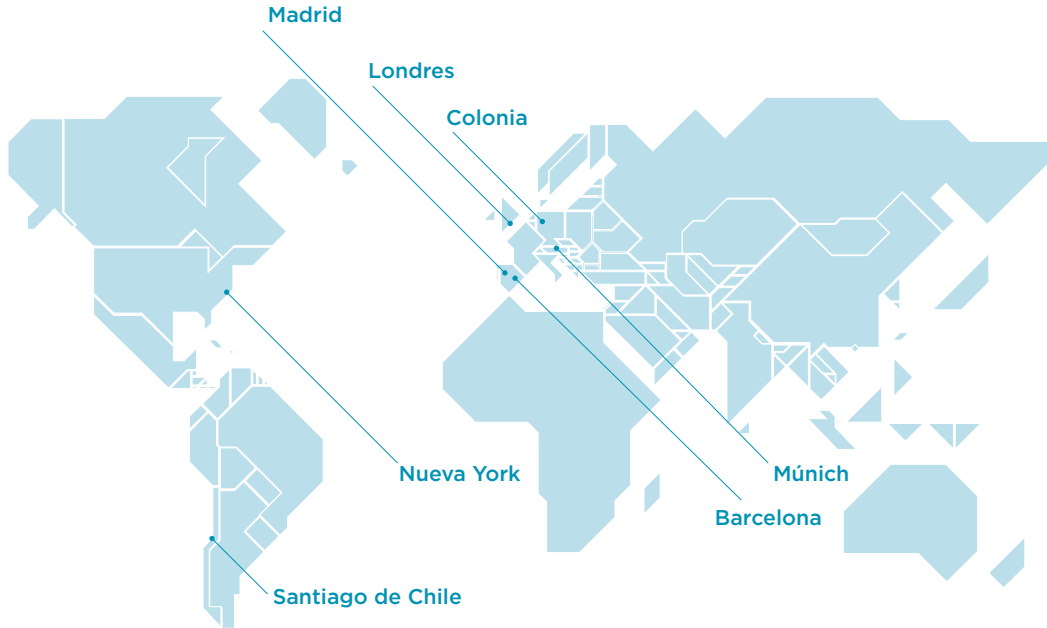 Madrid
Londres
Colonia
Nueva York
Múnich
Barcelona
Santiago de Chile